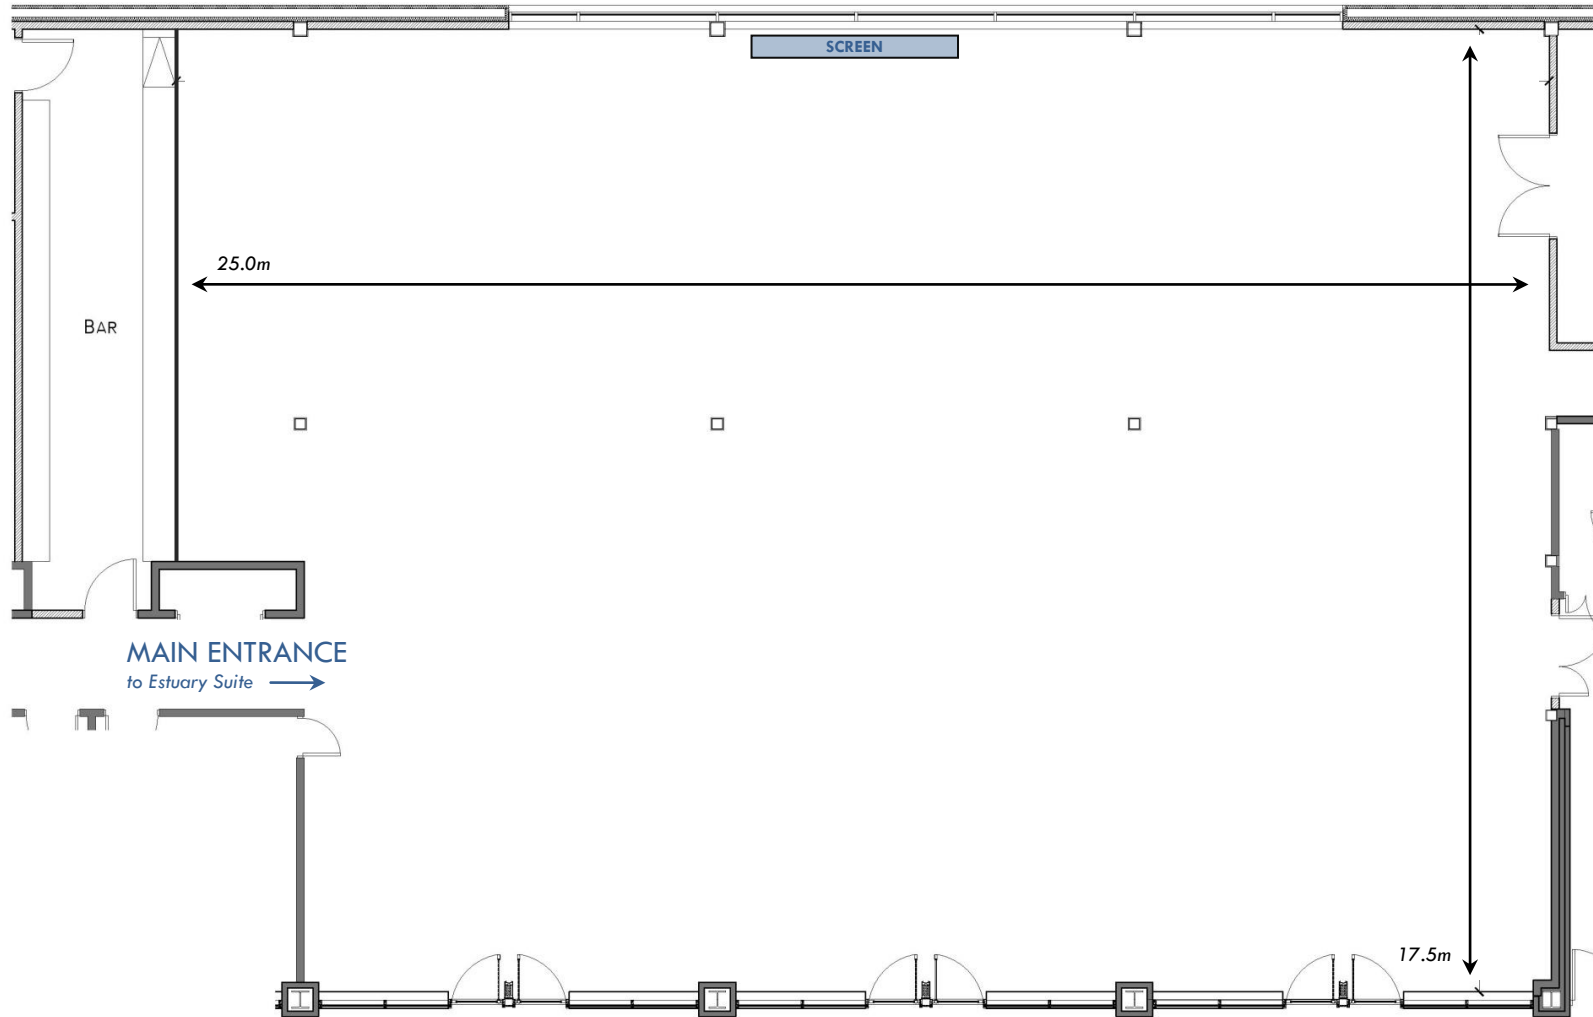 SCREEN
25.0m
BAR
MAIN ENTRANCE
to Estuary Suite
17.5m